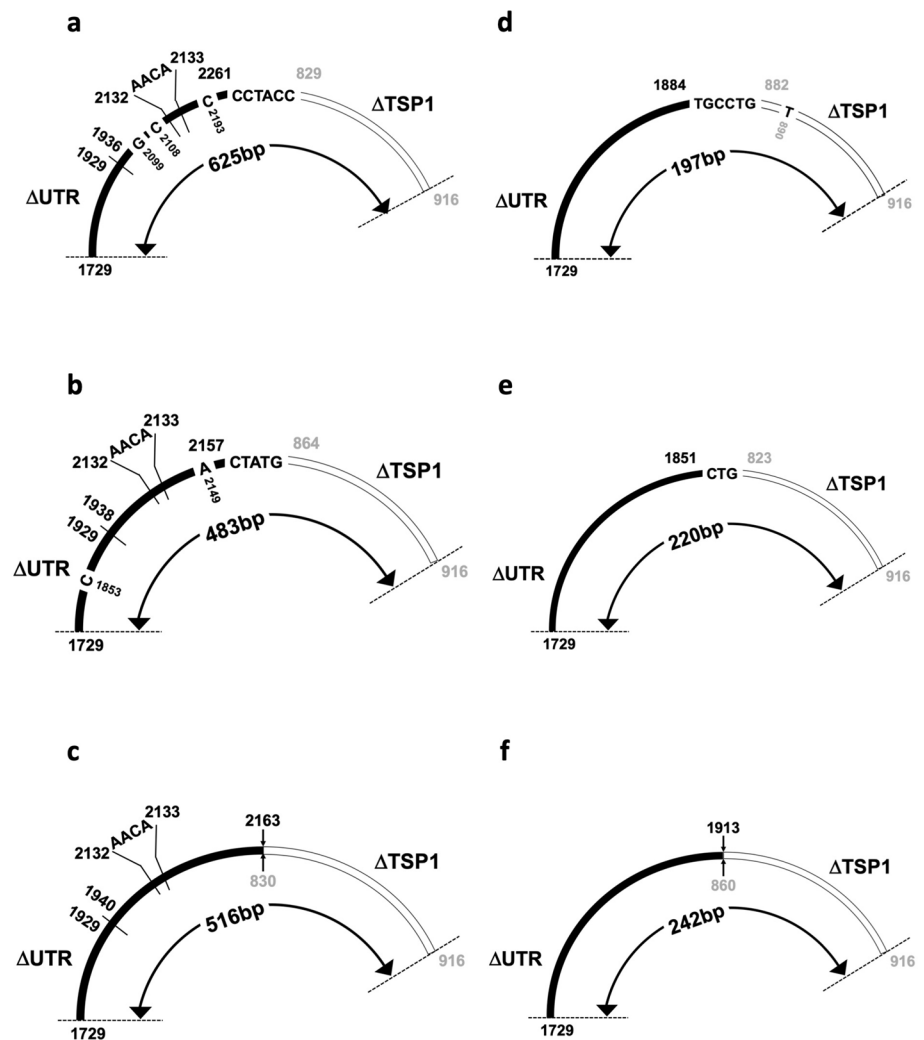 a
2133
AACA
2132
2261
829
C
CCTACC
2193
C
2108
G
2099
1936
1929
ΔTSP1
ΔUTR
625bp
916
1729
d
1884
TGCCTG
882
T
890
ΔTSP1
ΔUTR
197bp
916
1729
b
2133
AACA
2132
2157
864
A
CTATG
2149
1938
1929
ΔTSP1
ΔUTR
C
1853
483bp
916
1729
e
1851
CTG
823
ΔTSP1
ΔUTR
220bp
916
1729
c
2133
AACA
2132
2163
830
1940
1929
ΔTSP1
ΔUTR
516bp
916
1729
f
1913
860
ΔTSP1
ΔUTR
242bp
916
1729